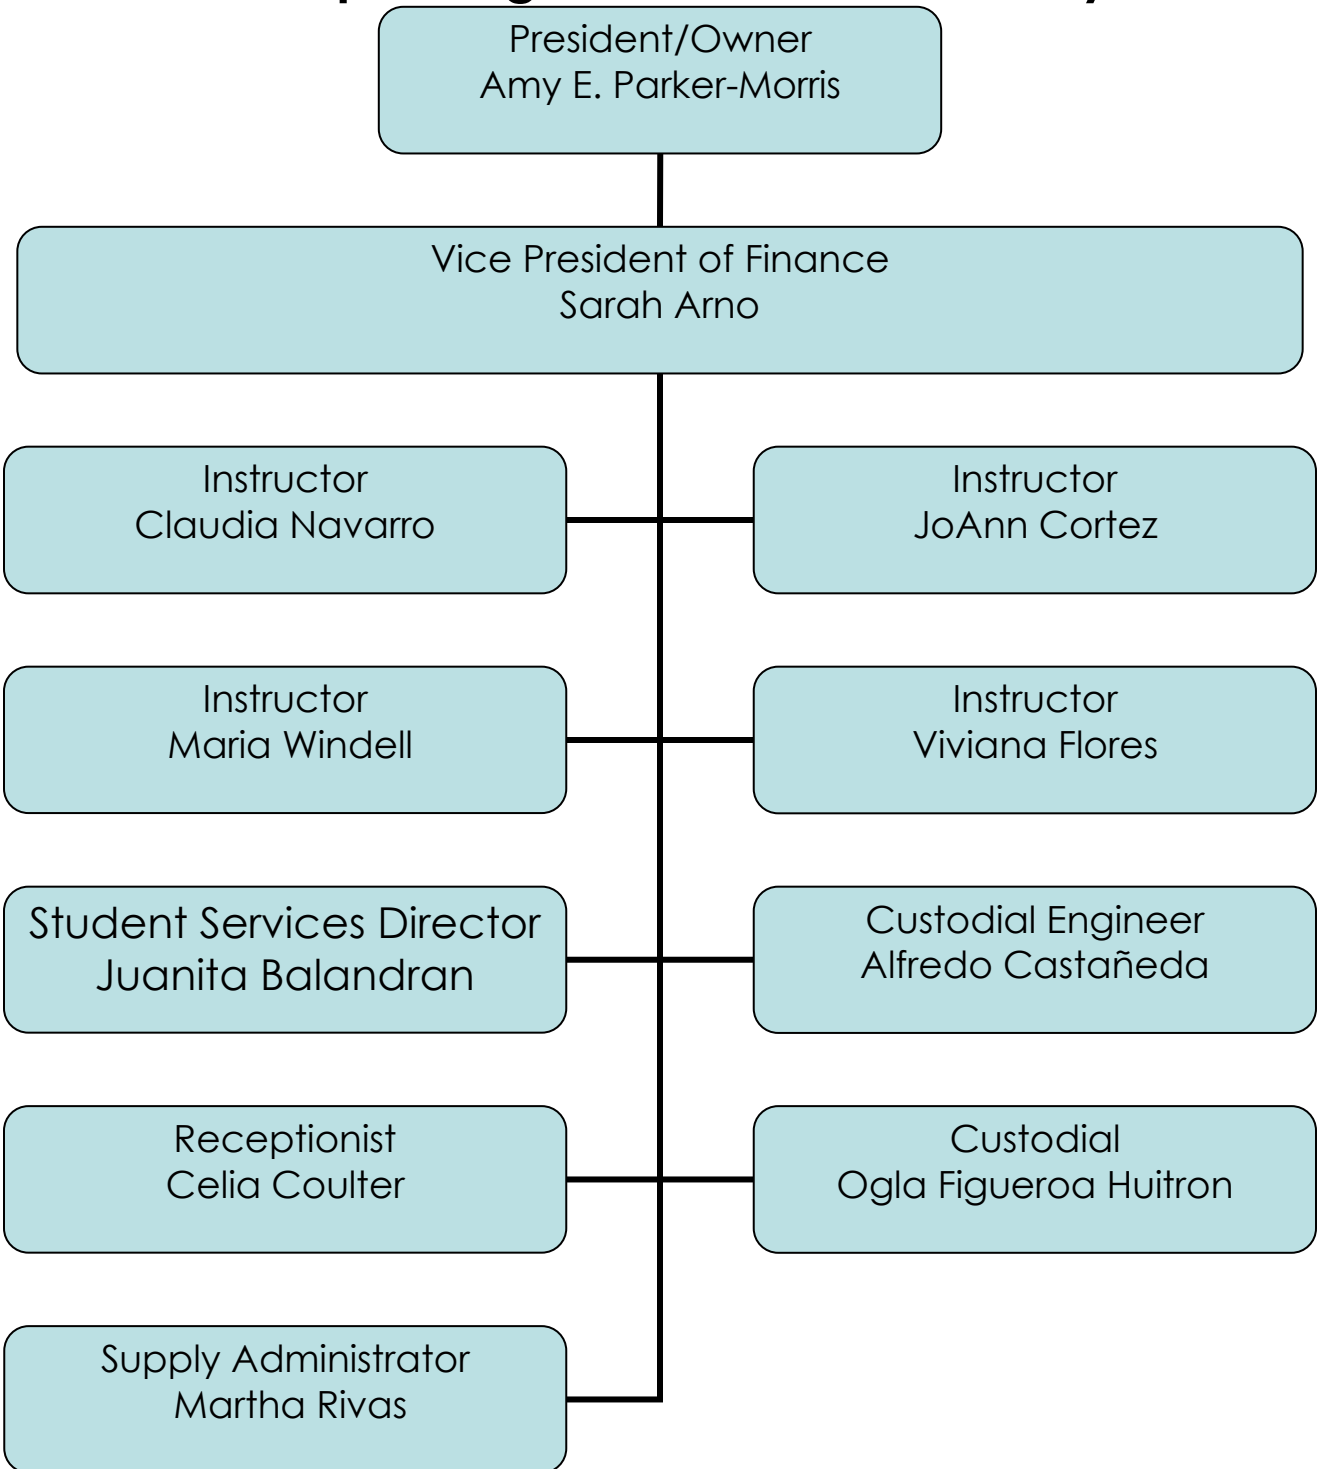 President/Owner
Amy E. Parker-Morris
Vice President of Finance
Sarah Arno
Instructor
Claudia Navarro
Instructor
JoAnn Cortez
Instructor
Maria Windell
Instructor
Viviana Flores
Student Services Director
Juanita Balandran
Custodial Engineer
Alfredo Castañeda
Receptionist
Celia Coulter
Custodial
Ogla Figueroa Huitron
Supply Administrator
Martha Rivas